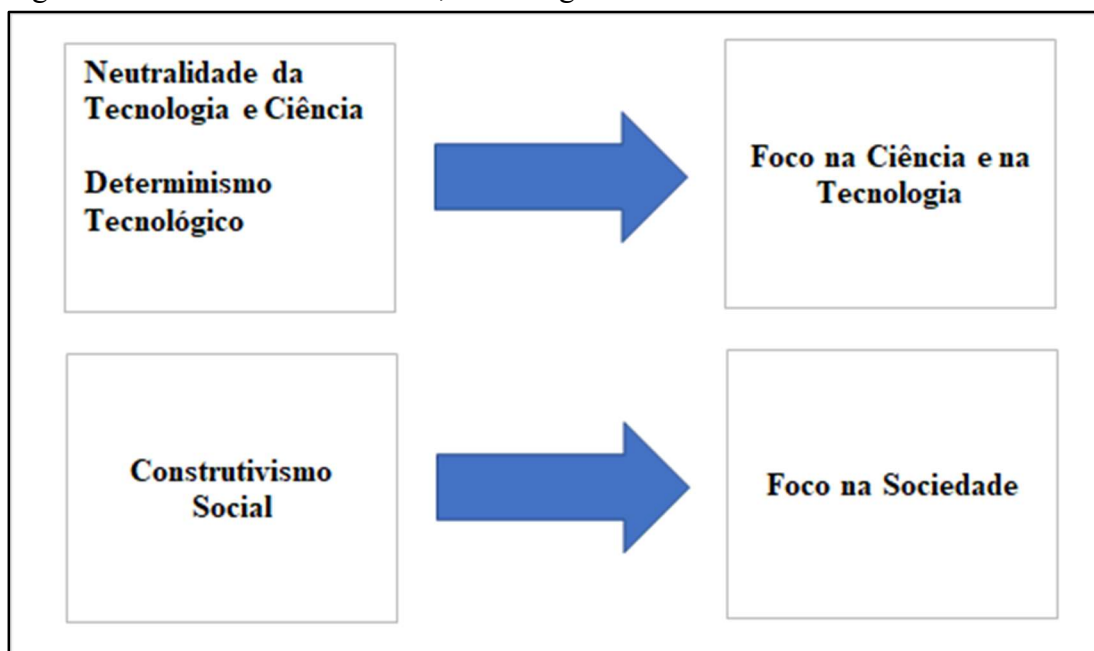 Neutralidade da
Tecnologia e Ciência
Determinismo
Tecnológico
Foco na Ciência e na
Tecnologia
Construtivismo
Social
Foco na Sociedade